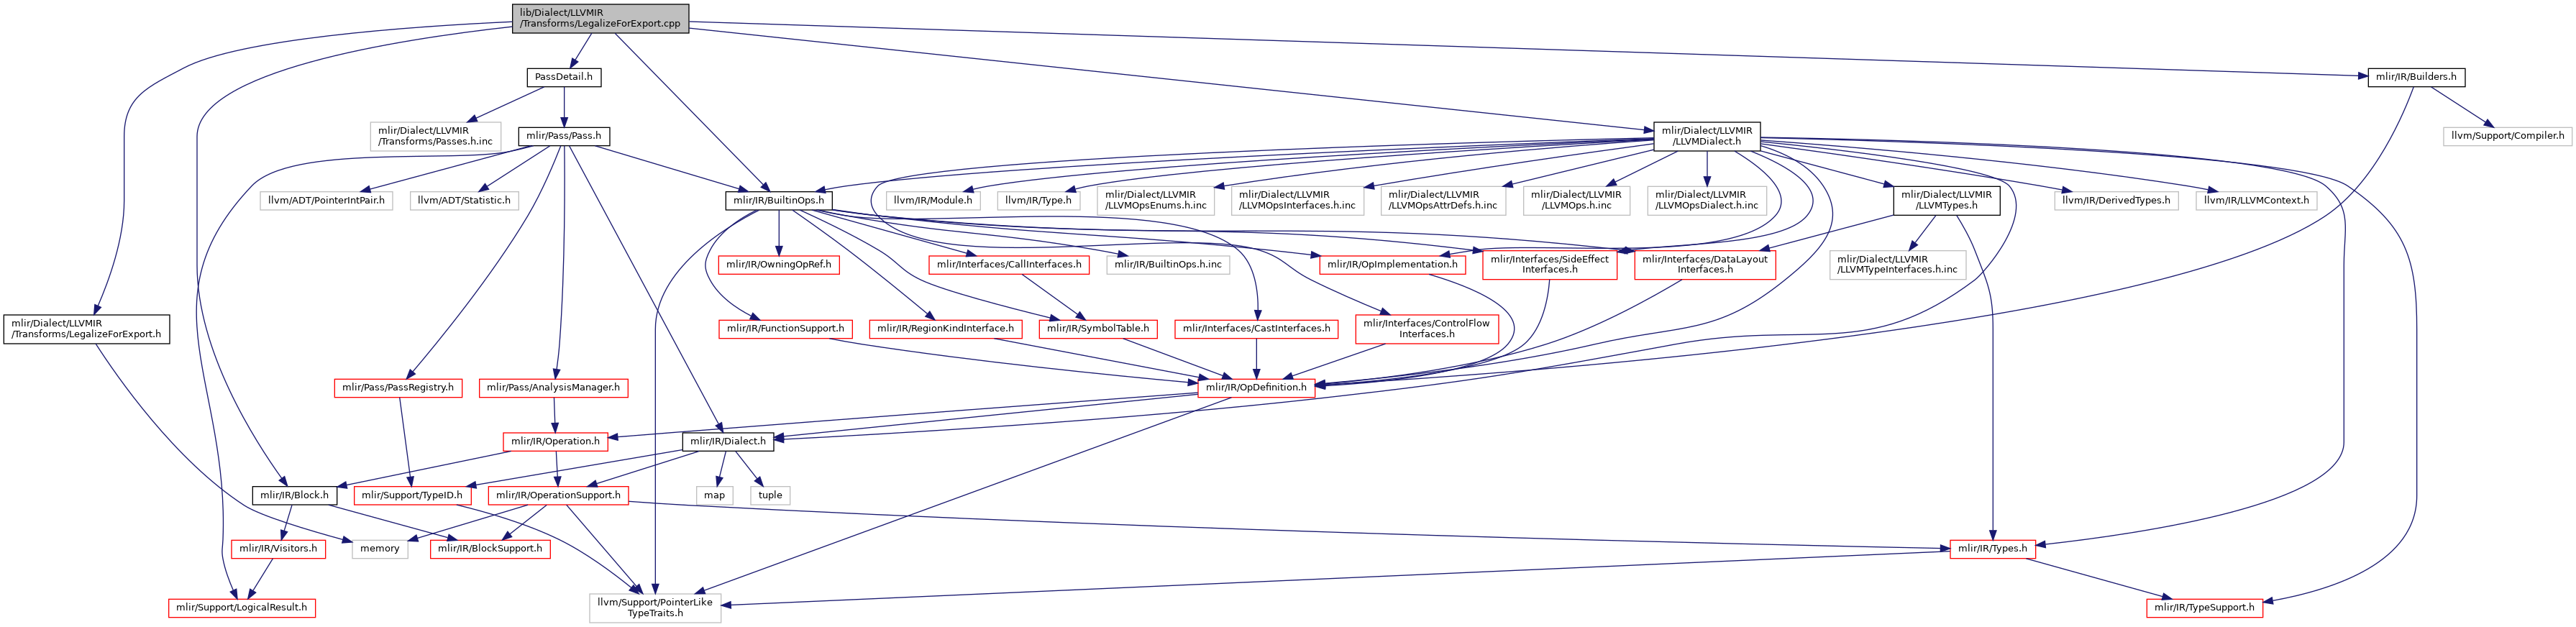 lib/Dialect/LLVMIR
/Transforms/LegalizeForExport.cpp
PassDetail.h
mlir/IR/Builders.h
mlir/Dialect/LLVMIR
/Transforms/Passes.h.inc
mlir/Pass/Pass.h
mlir/Dialect/LLVMIR
/LLVMDialect.h
llvm/Support/Compiler.h
llvm/ADT/PointerIntPair.h
llvm/ADT/Statistic.h
mlir/IR/BuiltinOps.h
llvm/IR/Module.h
llvm/IR/Type.h
mlir/Dialect/LLVMIR
/LLVMOpsEnums.h.inc
mlir/Dialect/LLVMIR
/LLVMOpsInterfaces.h.inc
mlir/Dialect/LLVMIR
/LLVMOpsAttrDefs.h.inc
mlir/Dialect/LLVMIR
/LLVMOps.h.inc
mlir/Dialect/LLVMIR
/LLVMOpsDialect.h.inc
mlir/Dialect/LLVMIR
/LLVMTypes.h
llvm/IR/DerivedTypes.h
llvm/IR/LLVMContext.h
mlir/IR/OwningOpRef.h
mlir/Interfaces/CallInterfaces.h
mlir/IR/BuiltinOps.h.inc
mlir/IR/OpImplementation.h
mlir/Interfaces/SideEffect
Interfaces.h
mlir/Interfaces/DataLayout
Interfaces.h
mlir/Dialect/LLVMIR
/LLVMTypeInterfaces.h.inc
mlir/Dialect/LLVMIR
/Transforms/LegalizeForExport.h
mlir/IR/FunctionSupport.h
mlir/IR/RegionKindInterface.h
mlir/IR/SymbolTable.h
mlir/Interfaces/CastInterfaces.h
mlir/Interfaces/ControlFlow
Interfaces.h
mlir/Pass/PassRegistry.h
mlir/Pass/AnalysisManager.h
mlir/IR/OpDefinition.h
mlir/IR/Operation.h
mlir/IR/Dialect.h
mlir/IR/Block.h
mlir/Support/TypeID.h
mlir/IR/OperationSupport.h
map
tuple
mlir/IR/Visitors.h
memory
mlir/IR/BlockSupport.h
mlir/IR/Types.h
mlir/Support/LogicalResult.h
llvm/Support/PointerLike
TypeTraits.h
mlir/IR/TypeSupport.h